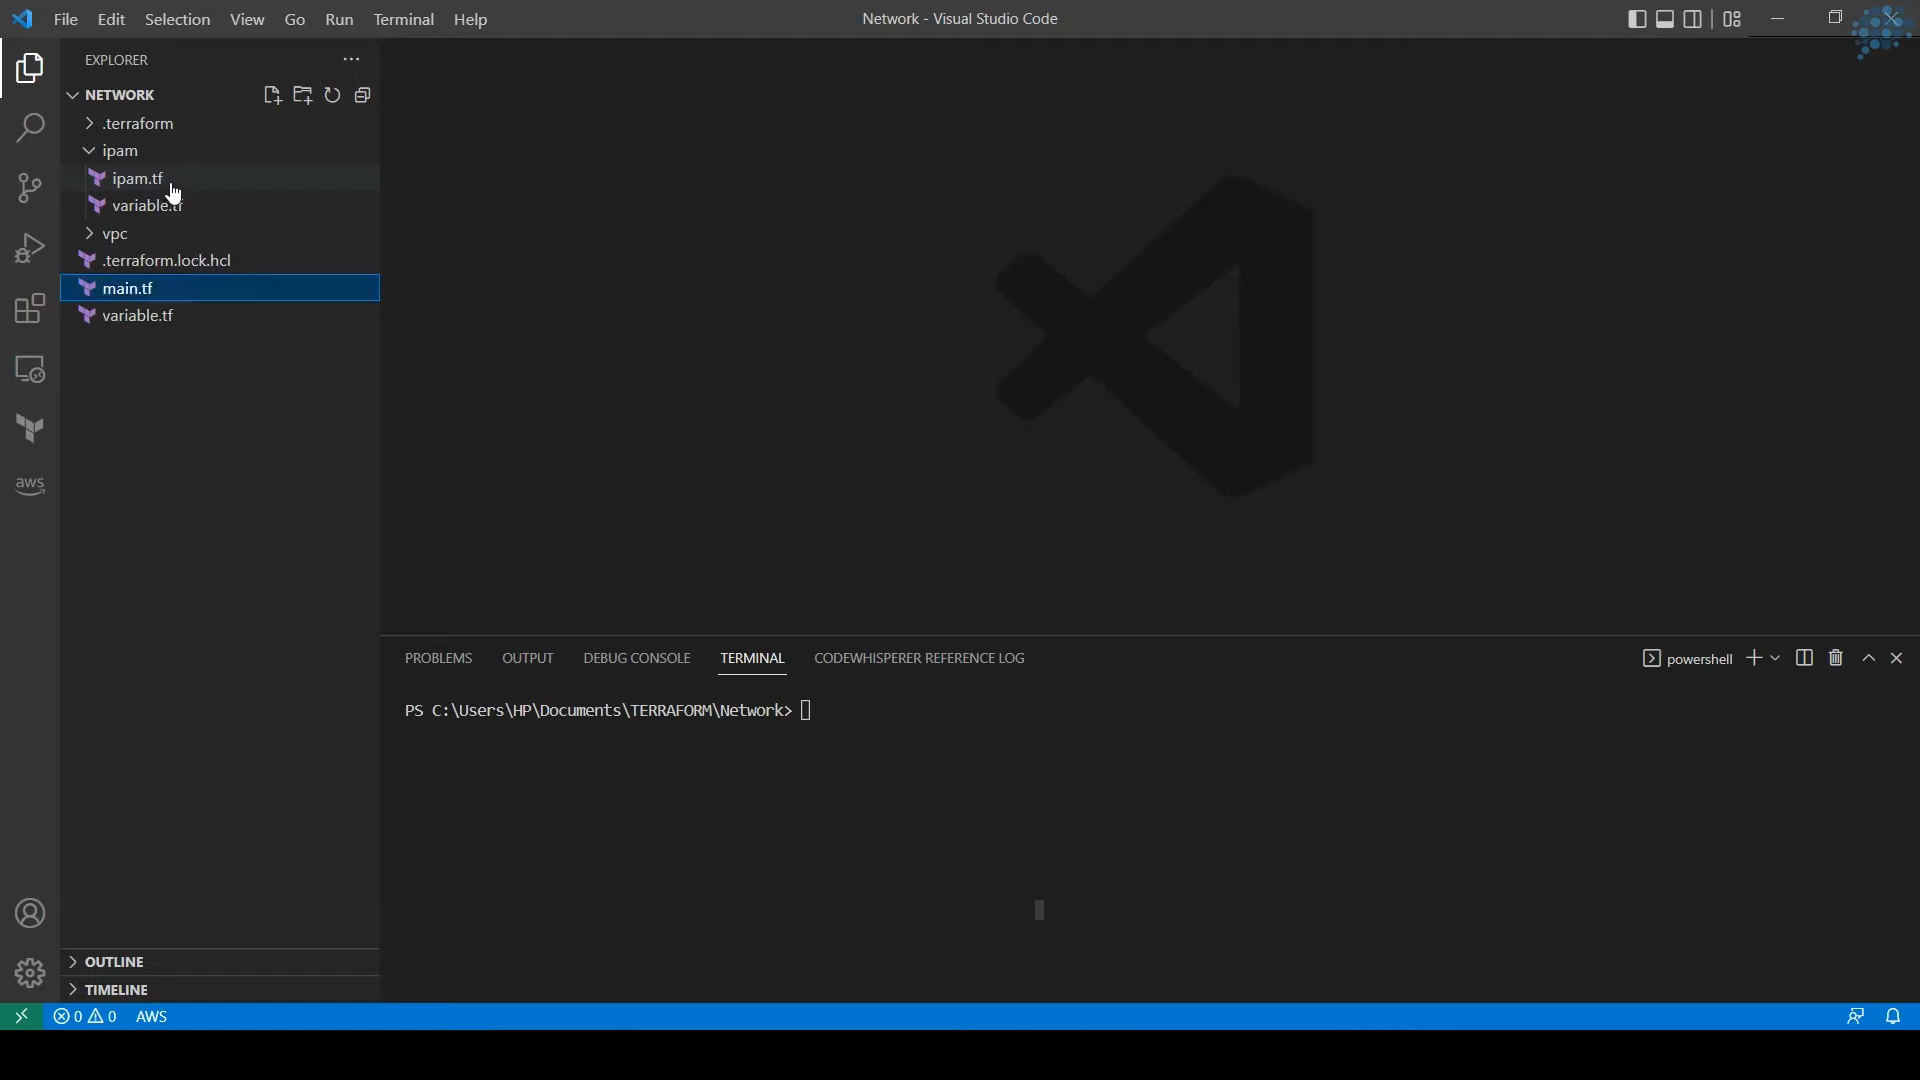 File Edit Selection View Go Run Terminal Help
Network - Visual Studio Code
EXPLORER
NETWORK
.terraform
ipam
ipam.tf
variable.tf
vpc
.terraform.lock.hcl
main.tf
variable.tf
aws
PROBLEMS OUTPUT DEBUG CONSOLE TERMINAL CODEWHISPERER REFERENCE LOG
powershell
PS C:\Users\HP\Documents\TERRAFORM\Network>
OUTLINE
TIMELINE
0 0 AWS